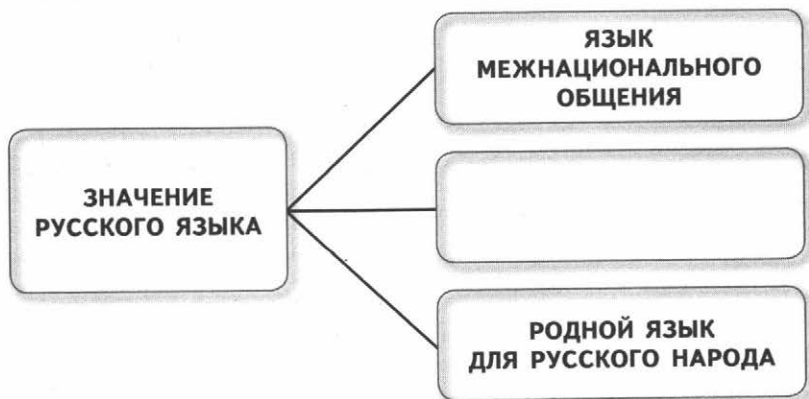 ЗНАЧЕНИЕ
РУССКОГО ЯЗЫКА
ЯЗЫК
МЕЖНАЦИОНАЛЬНОГО
ОБЩЕНИЯ
РОДНОЙ ЯЗЫК
ДЛЯ РУССКОГО НАРОДА